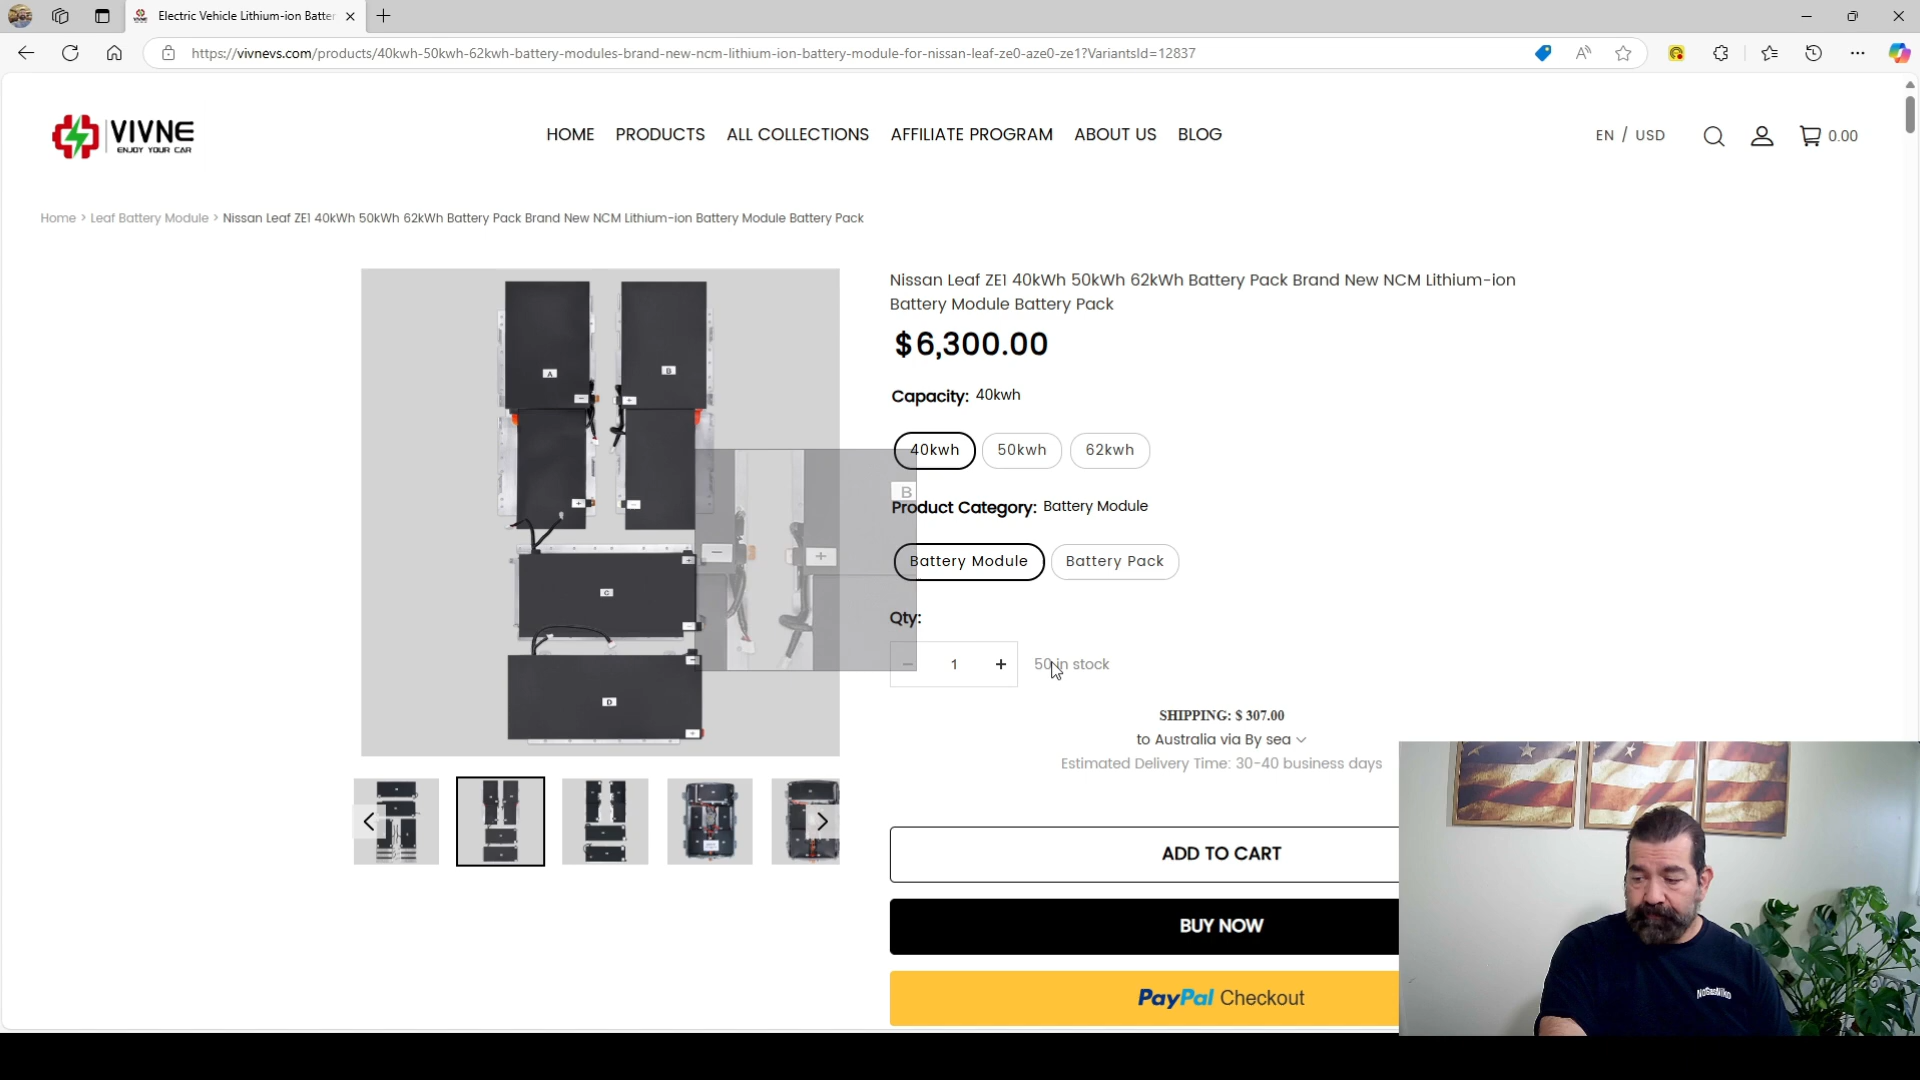 Electric Vehicle Lithium-ion Batter
https://vivnevs.com/products/40kwh-50kwh-62kwh-battery-modules-brand-new-ncm-lithium-ion-battery-module-for-nissan-leaf-ze0-aze0-ze1?VariantsId=12837
VIVNE
ENJOY YOUR CAR
HOME PRODUCTS ALL COLLECTIONS AFFILIATE PROGRAM ABOUT US BLOG
EN / USD
0.00
Home > Leaf Battery Module > Nissan Leaf ZE1 40kWh 50kWh 62kWh Battery Pack Brand New NCM Lithium-ion Battery Module Battery Pack
A
B
C
D
B
Nissan Leaf ZE1 40kWh 50kWh 62kWh Battery Pack Brand New NCM Lithium-ion
Battery Module Battery Pack
$6,300.00
Capacity: 40kwh
40kwh 50kwh 62kwh
Product Category: Battery Module
Battery Module Battery Pack
Qty:
− 1 + 50 in stock
SHIPPING: $ 307.00
to Australia via By sea
Estimated Delivery Time: 30-40 business days
ADD TO CART
BUY NOW
PayPal Checkout
NoGasNiko